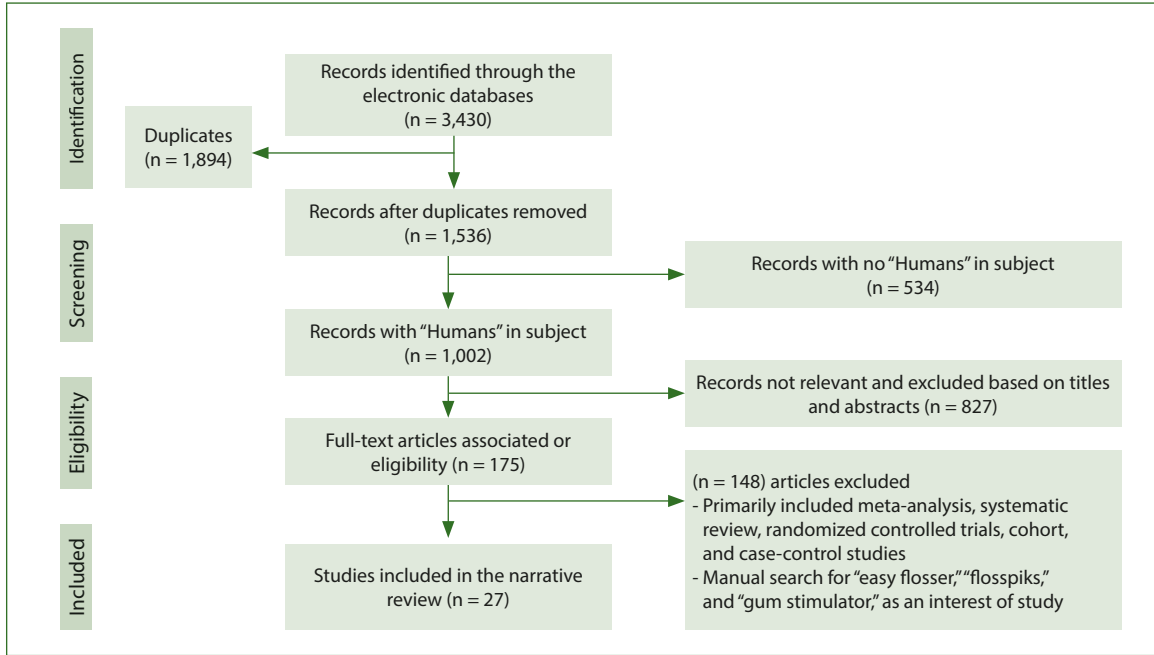 Identification
Records identified through the
electronic databases
(n = 3,430)
Duplicates
(n = 1,894)
Records after duplicates removed
(n = 1,536)
Screening
Records with no “Humans” in subject
(n = 534)
Records with “Humans” in subject
(n = 1,002)
Eligibility
Records not relevant and excluded based on titles
and abstracts (n = 827)
Full-text articles associated or
eligibility (n = 175)
(n = 148) articles excluded
- Primarily included meta-analysis, systematic
review, randomized controlled trials, cohort,
and case-control studies
- Manual search for “easy flosser,” “flosspiks,”
and “gum stimulator,” as an interest of study
Included
Studies included in the narrative
review (n = 27)